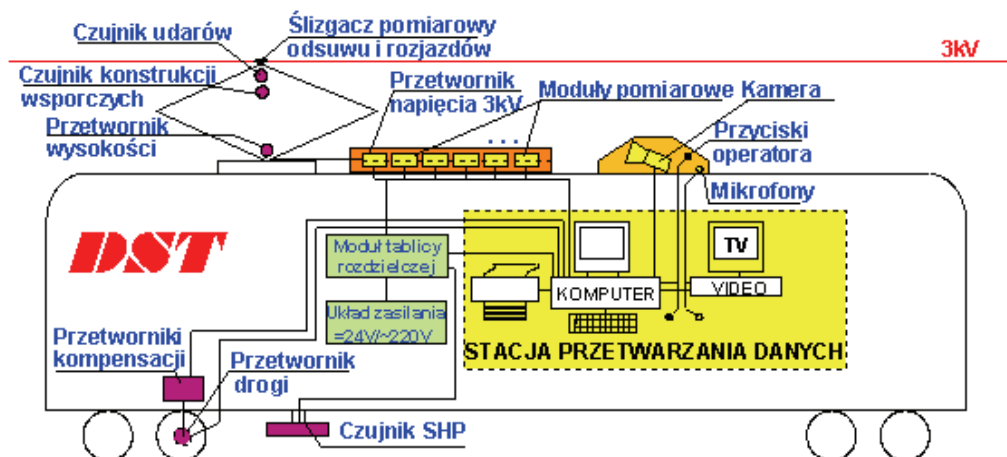 Czujnik udarów
Ślizgacz pomiarowy
odsuwu i rozjazdów
3kV
Czujnik konstrukcji
wsporczych
Przetwornik
napięcia 3kV
Moduły pomiarowe
Kamera
Przetwornik
wysokości
...
Przyciski
operatora
Mikrofony
DST
Moduł tablicy
rozdzielczej
Układ zasilania
=24V/~220V
TV
KOMPUTER
VIDEO
STACJA PRZETWARZANIA DANYCH
Przetworniki
kompensacji
Przetwornik
drogi
Czujnik SHP